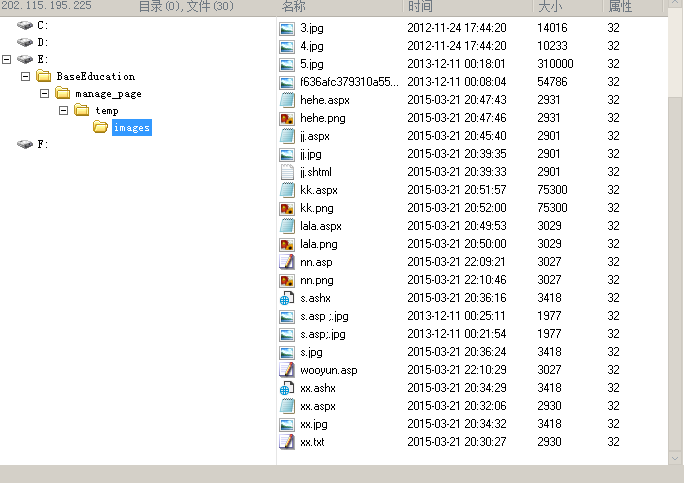 202.115.195.225 目录(0),文件(30) 名称 时间 大小 属性
C:
D:
E:
BaseEducation
manage_page
temp
images
F:
3.jpg 2012-11-24 17:44:20 14016 32
4.jpg 2012-11-24 17:44:20 10233 32
5.jpg 2013-12-11 00:18:01 310000 32
f636afc379310a55... 2013-12-11 00:08:04 54786 32
hehe.aspx 2015-03-21 20:47:43 2931 32
hehe.png 2015-03-21 20:47:46 2931 32
jj.aspx 2015-03-21 20:45:40 2901 32
jj.jpg 2015-03-21 20:39:35 2901 32
jj.shtml 2015-03-21 20:39:33 2901 32
kk.aspx 2015-03-21 20:51:57 75300 32
kk.png 2015-03-21 20:52:00 75300 32
lala.aspx 2015-03-21 20:49:53 3029 32
lala.png 2015-03-21 20:50:00 3029 32
nn.asp 2015-03-21 22:09:21 3027 32
nn.png 2015-03-21 22:10:46 3027 32
s.ashx 2015-03-21 20:36:16 3418 32
s.asp ;.jpg 2013-12-11 00:25:11 1977 32
s.asp;.jpg 2013-12-11 00:21:54 1977 32
s.jpg 2015-03-21 20:36:24 3418 32
wooyun.asp 2015-03-21 22:10:29 3027 32
xx.ashx 2015-03-21 20:34:29 3418 32
xx.aspx 2015-03-21 20:32:06 2930 32
xx.jpg 2015-03-21 20:34:32 3418 32
xx.txt 2015-03-21 20:30:27 2930 32